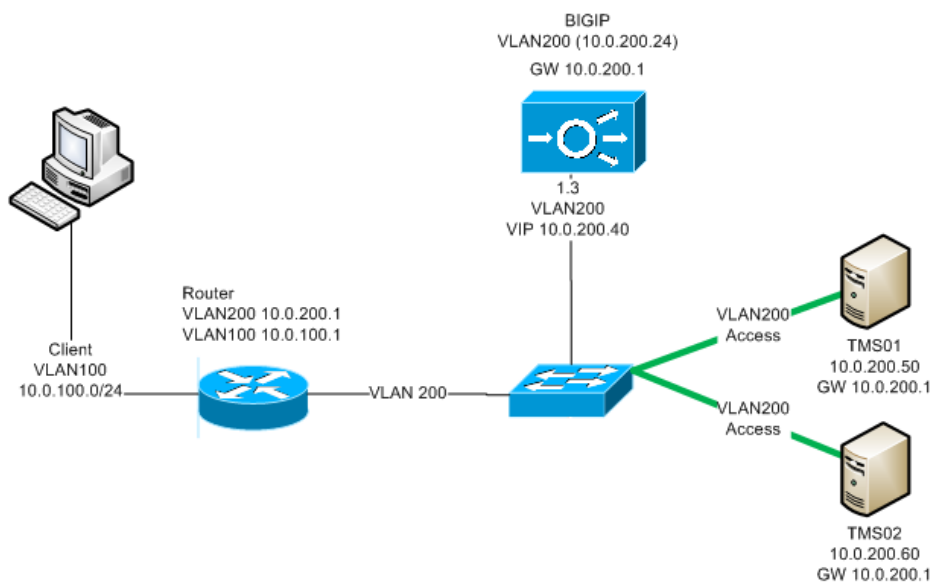 BIGIP
VLAN200 (10.0.200.24)
GW 10.0.200.1
1.3
VLAN200
VIP 10.0.200.40
Router
VLAN200 10.0.200.1
VLAN100 10.0.100.1
Client
VLAN100
10.0.100.0/24
VLAN 200
VLAN200
Access
TMS01
10.0.200.50
GW 10.0.200.1
VLAN200
Access
TMS02
10.0.200.60
GW 10.0.200.1